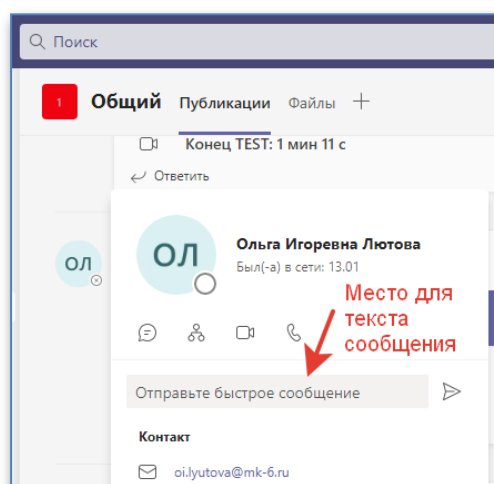 Поиск
1 Общий Публикации Файлы
Конец TEST: 1 мин 11 с
Ответить
ОЛ
ОЛ
Ольга Игоревна Лютова
Был(-а) в сети: 13.01
Место для
текста
сообщения
Отправьте быстрое сообщение
Контакт
oi.lyutova@mk-6.ru